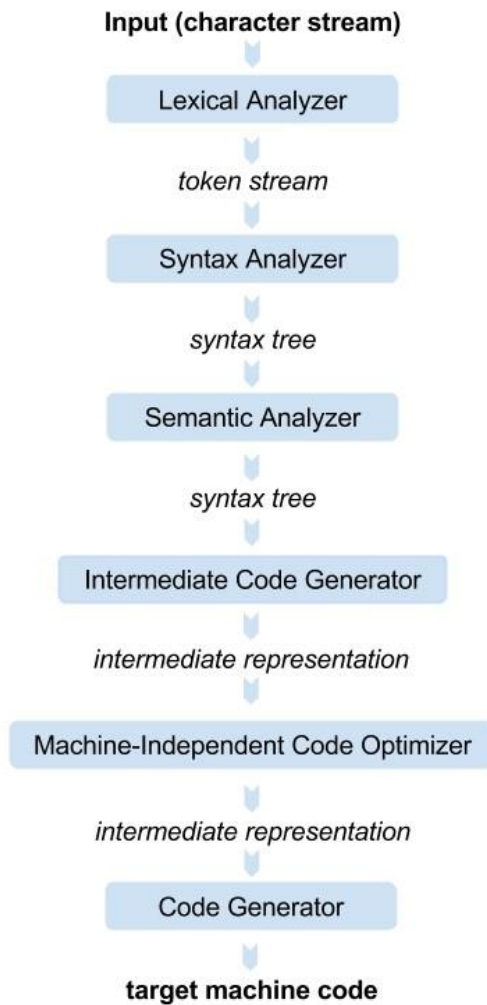 Input (character stream)
Lexical Analyzer
token stream
Syntax Analyzer
syntax tree
Semantic Analyzer
syntax tree
Intermediate Code Generator
intermediate representation
Machine-Independent Code Optimizer
intermediate representation
Code Generator
target machine code